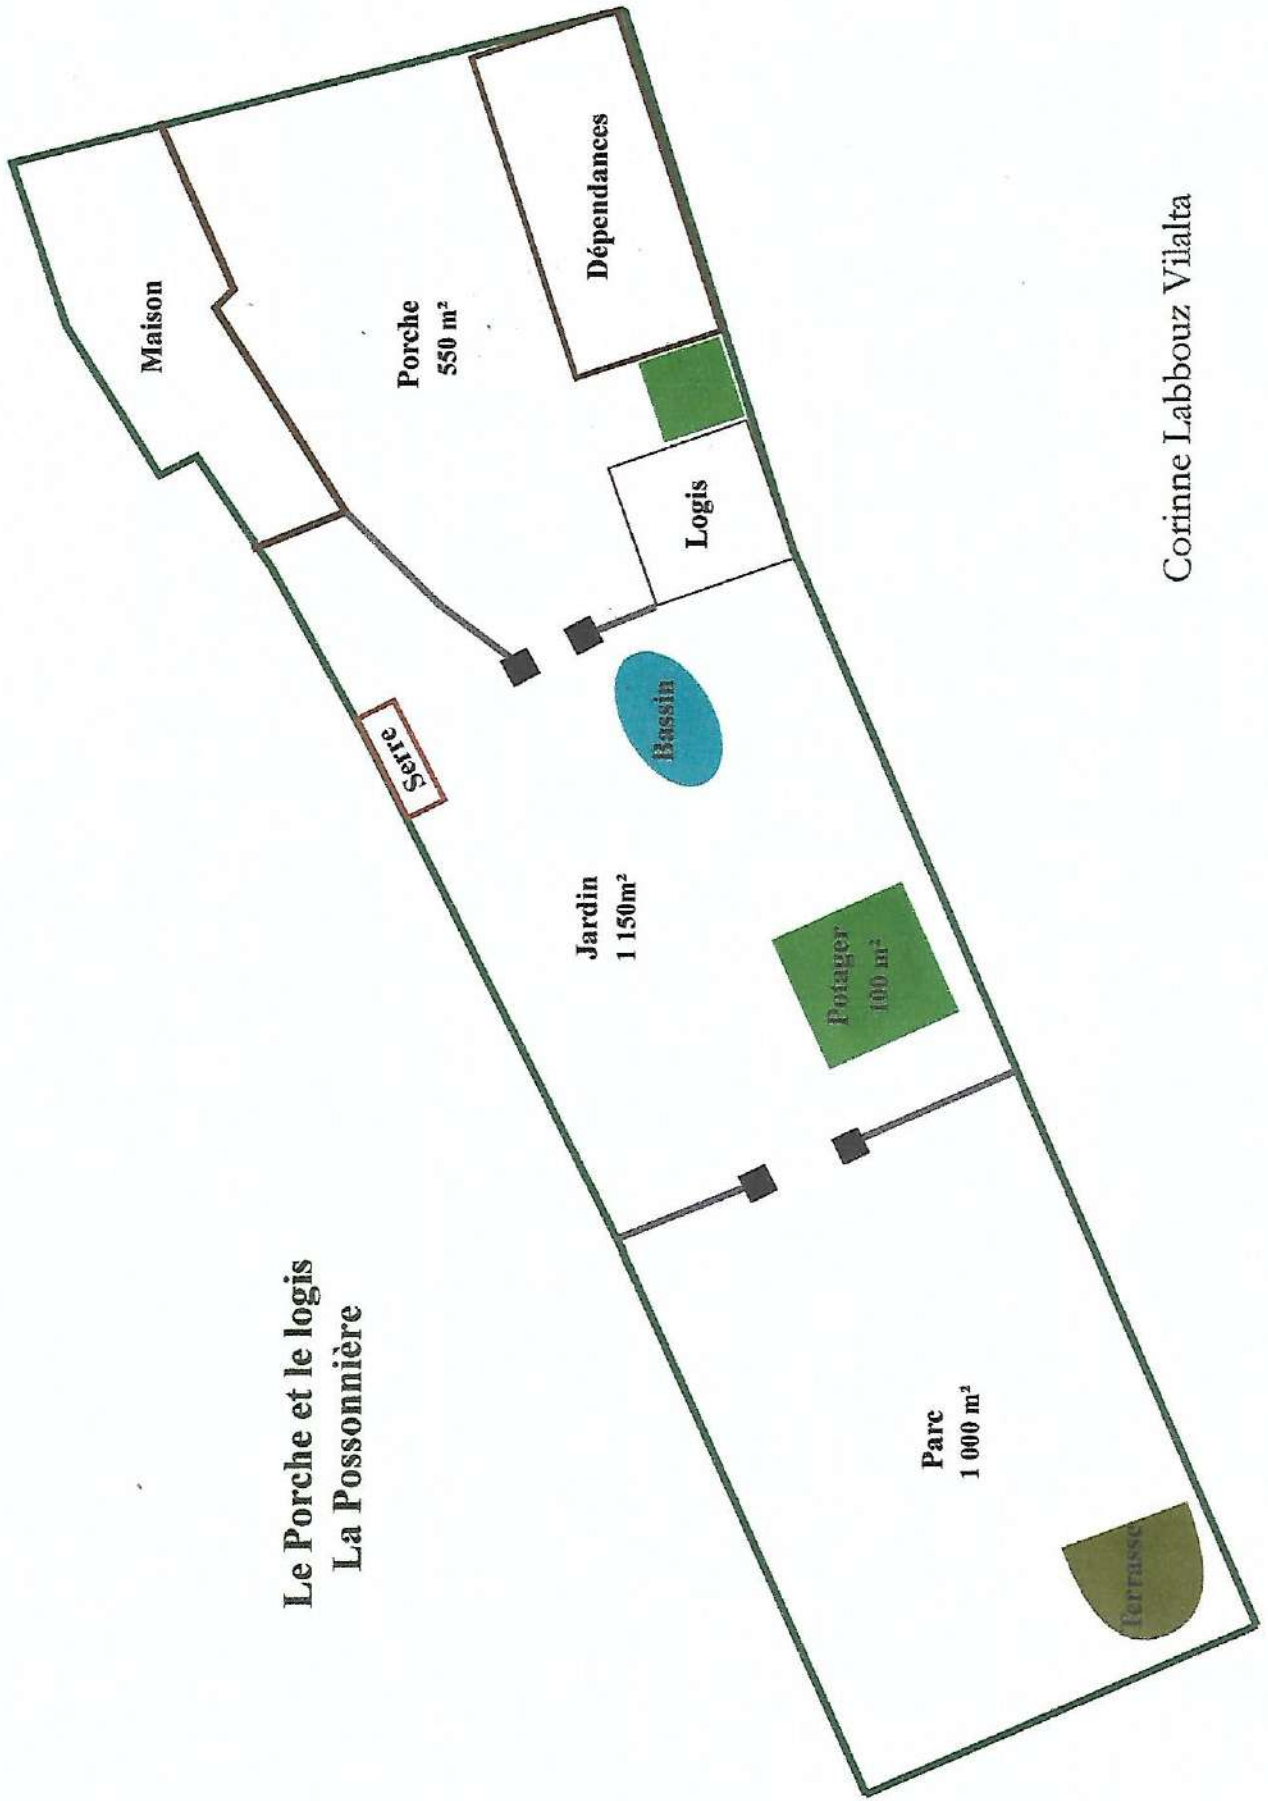 Le Porche et le logis
La Possonnière
Maison
Porche
550 m²
Dépendances
Logis
Serre
Bassin
Jardin
1 150m²
Potager
100 m²
Parc
1 000 m²
Terrasse
Corinne Labbouz Vilalta